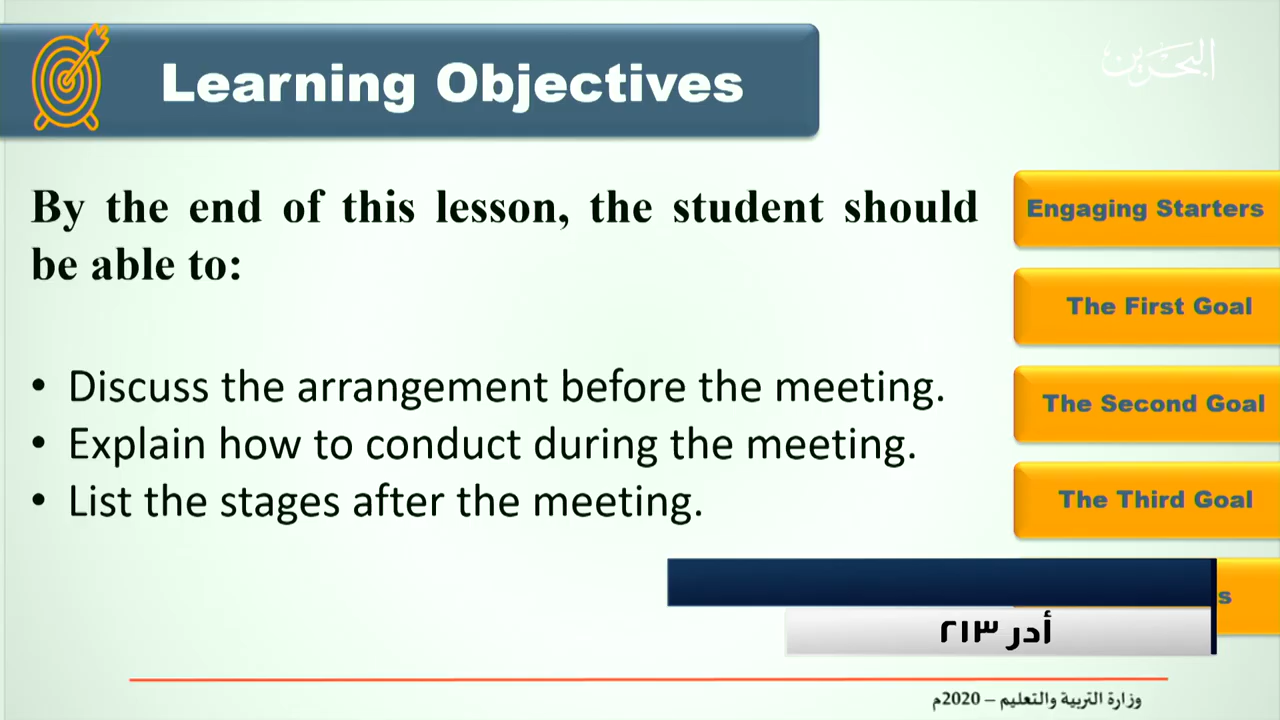 Learning Objectives
البحرين
By the end of this lesson, the student should
be able to:
• Discuss the arrangement before the meeting.
• Explain how to conduct during the meeting.
• List the stages after the meeting.
Engaging Starters
The First Goal
The Second Goal
The Third Goal
أدر ٢١٣
وزارة التربية والتعليم – 2020م